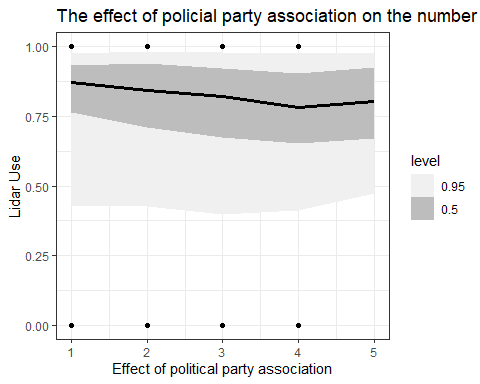 The effect of policial party association on the number
1.00
0.75
0.50
0.25
0.00
Lidar Use
1 2 3 4 5
Effect of political party association
level
0.95
0.5